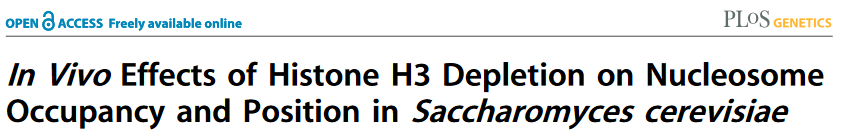 OPEN ACCESS Freely available online
PLoS GENETICS
In Vivo Effects of Histone H3 Depletion on Nucleosome
Occupancy and Position in Saccharomyces cerevisiae